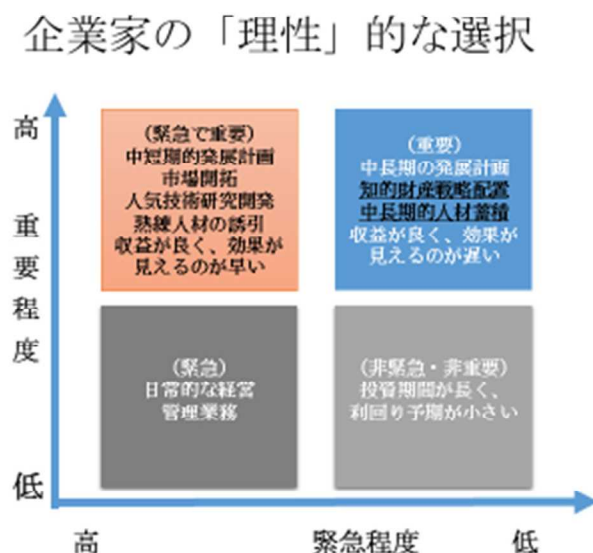 企業家の「理性」的な選択
高
重要程度
低
(緊急で重要)
中短期的発展計画
市場開拓
人気技術研究開発
熟練人材の誘引
収益が良く、効果が
見えるのが早い
(重要)
中長期の発展計画
知的財産戦略配置
中長期的人材蓄積
収益が良く、効果が
見えるのが遅い
(緊急)
日常的な経営
管理業務
(非緊急・非重要)
投資期間が長く、
利回り予期が小さい
高
緊急程度
低